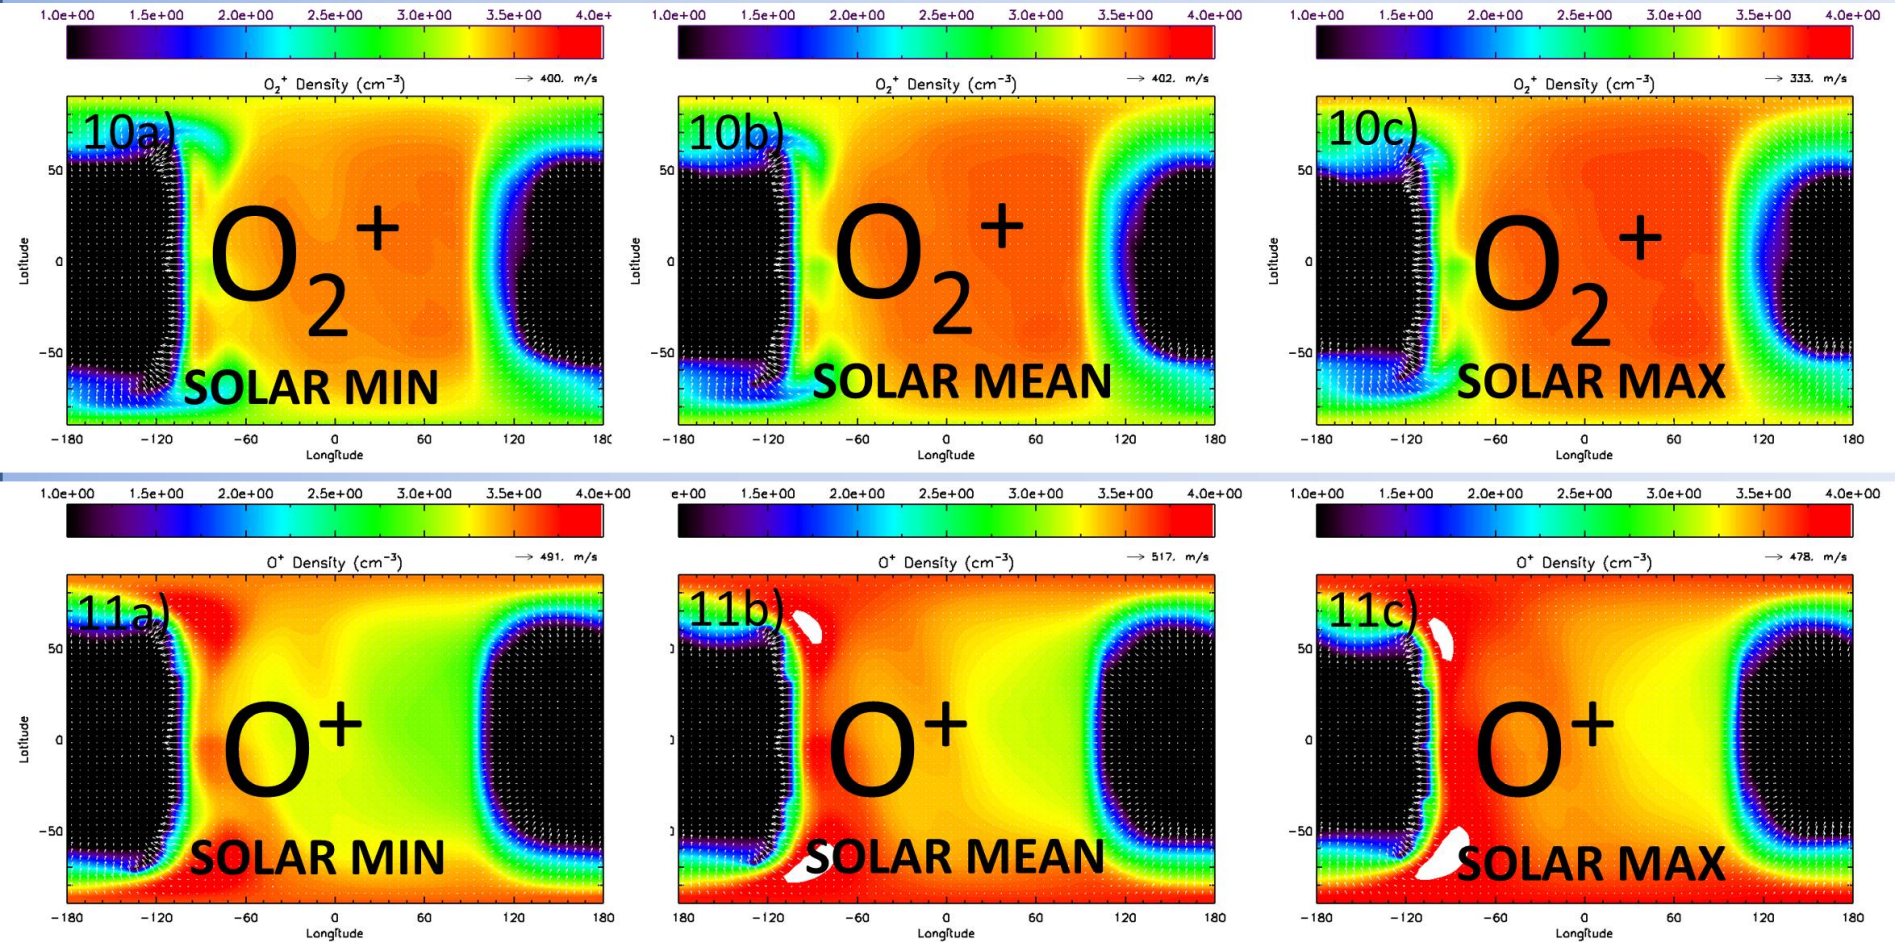 1.0e+00 1.5e+00 2.0e+00 2.5e+00 3.0e+00 3.5e+00 4.0e+
1.0e+00 1.5e+00 2.0e+00 2.5e+00 3.0e+00 3.5e+00 4.0e+00
1.0e+00 1.5e+00 2.0e+00 2.5e+00 3.0e+00 3.5e+00 4.0e+00
O₂⁺ Density (cm⁻³) → 400. m/s
O₂⁺ Density (cm⁻³) → 402. m/s
O₂⁺ Density (cm⁻³) → 333. m/s
10a)
10b)
10c)
50
0
-50
Latitude
O₂⁺
SOLAR MIN
-180 -120 -60 0 60 120 180
Longitude
50
0
-50
Latitude
O₂⁺
SOLAR MEAN
-180 -120 -60 0 60 120 180
Longitude
50
0
-50
Latitude
O₂⁺
SOLAR MAX
-180 -120 -60 0 60 120 180
Longitude
1.0e+00 1.5e+00 2.0e+00 2.5e+00 3.0e+00 3.5e+00 4.0e+00
e+00 1.5e+00 2.0e+00 2.5e+00 3.0e+00 3.5e+00 4.0e+00
1.0e+00 1.5e+00 2.0e+00 2.5e+00 3.0e+00 3.5e+00 4.0e+00
O⁺ Density (cm⁻³) → 491. m/s
O⁺ Density (cm⁻³) → 517. m/s
O⁺ Density (cm⁻³) → 478. m/s
11a)
11b)
11c)
50
0
-50
Latitude
O⁺
SOLAR MIN
-180 -120 -60 0 60 120 180
Longitude
O⁺
SOLAR MEAN
180 -120 -60 0 60 120 180
Longitude
50
0
-50
O⁺
SOLAR MAX
-180 -120 -60 0 60 120 180
Longitude